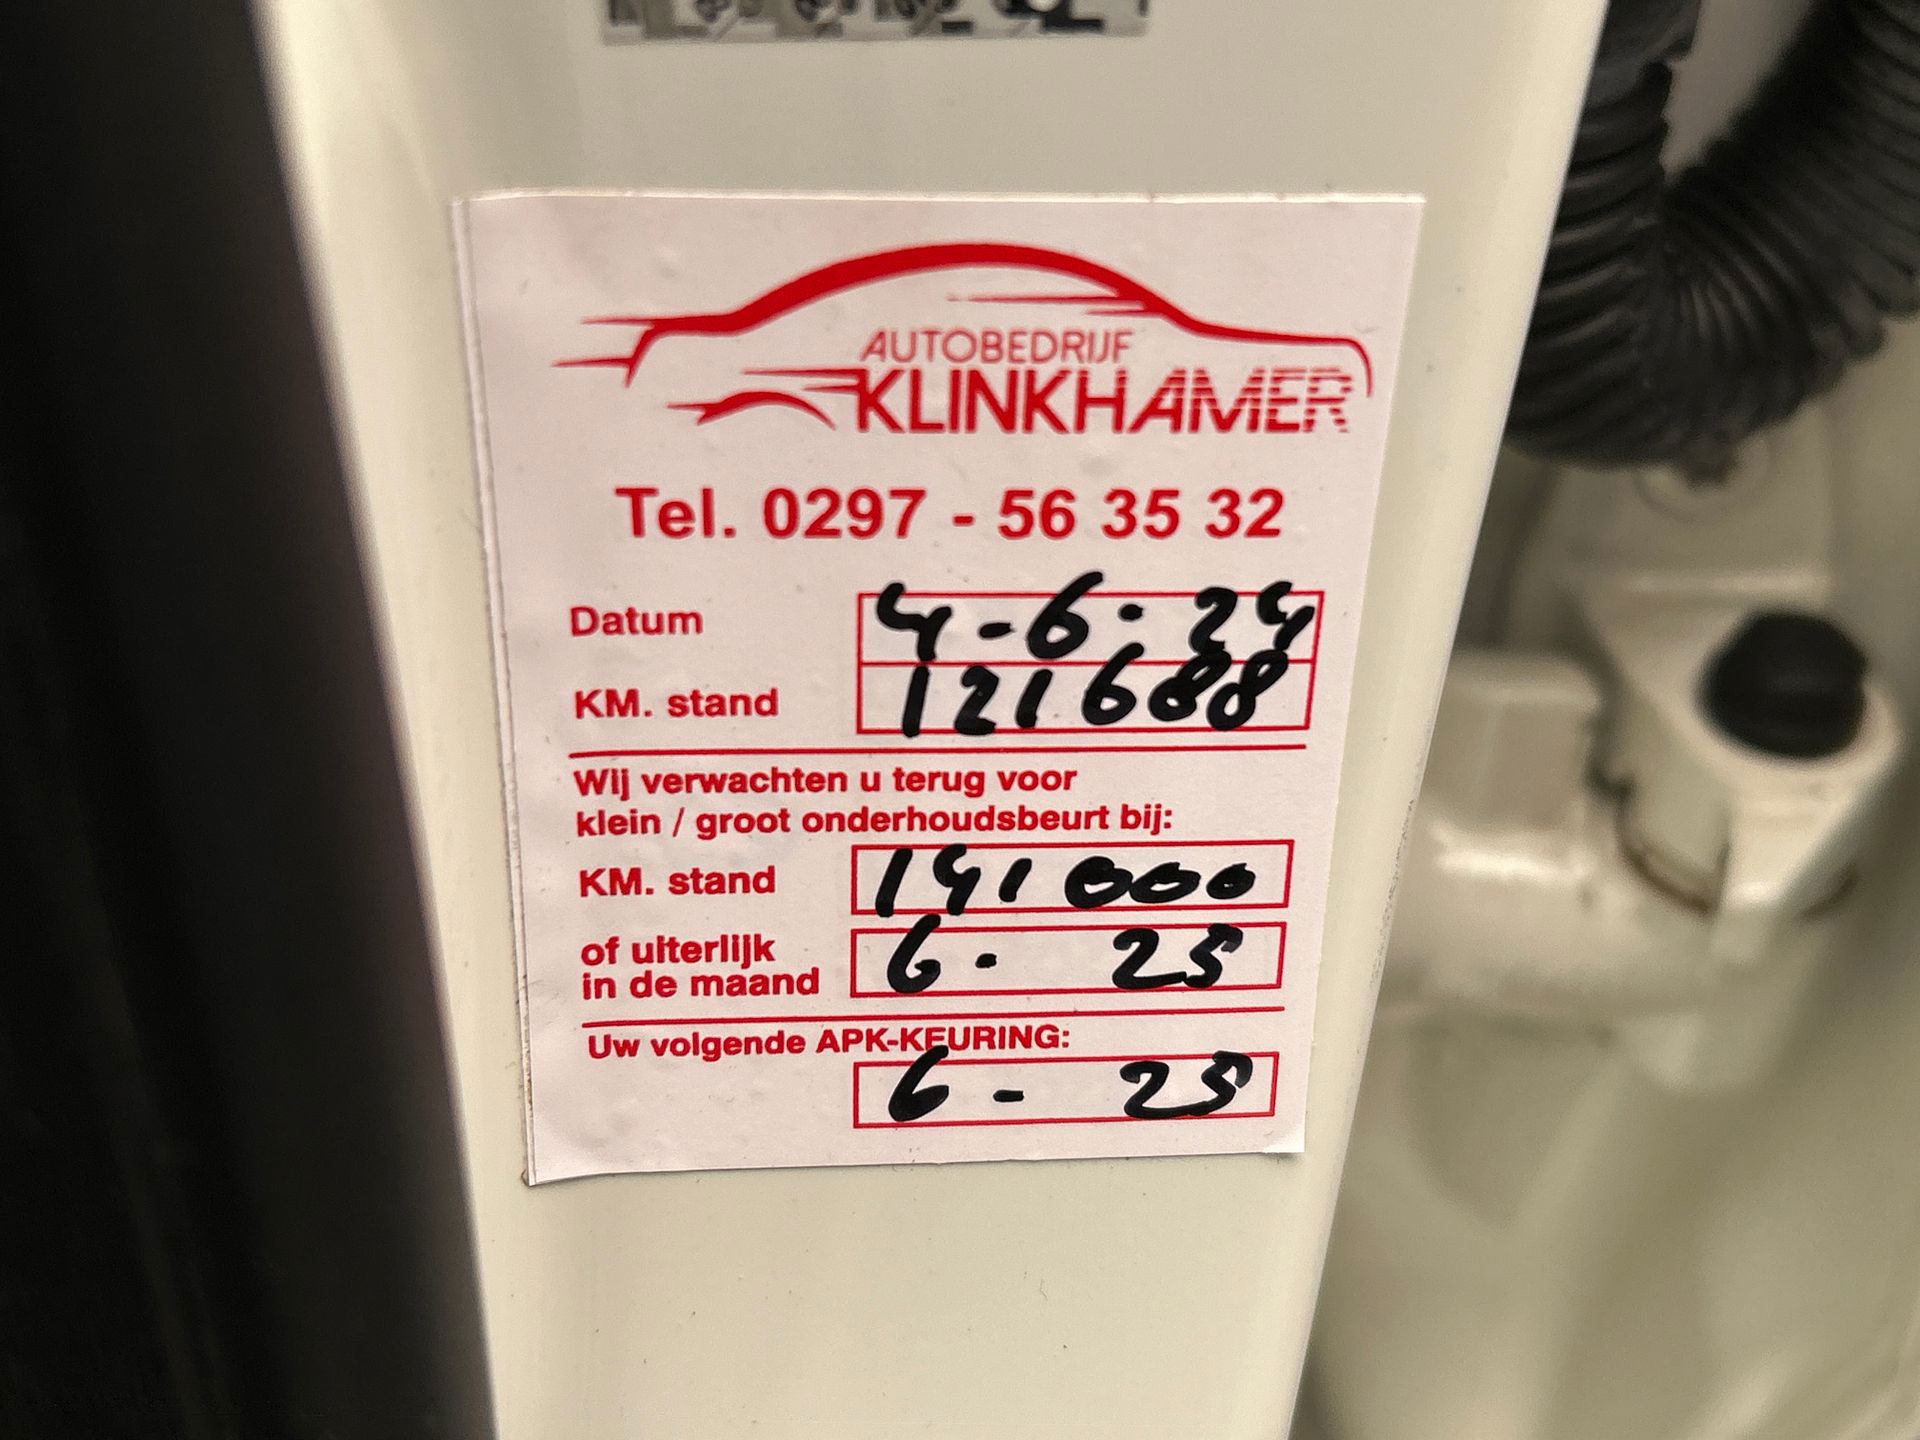 AUTOBEDRIJF
KLINKHAMER
Tel. 0297 - 56 35 32
Datum 4-6-24
KM. stand 121688
Wij verwachten u terug voor
klein / groot onderhoudsbeurt bij:
KM. stand 141000
of uiterlijk
in de maand 6- 25
Uw volgende APK-KEURING:
6 - 25